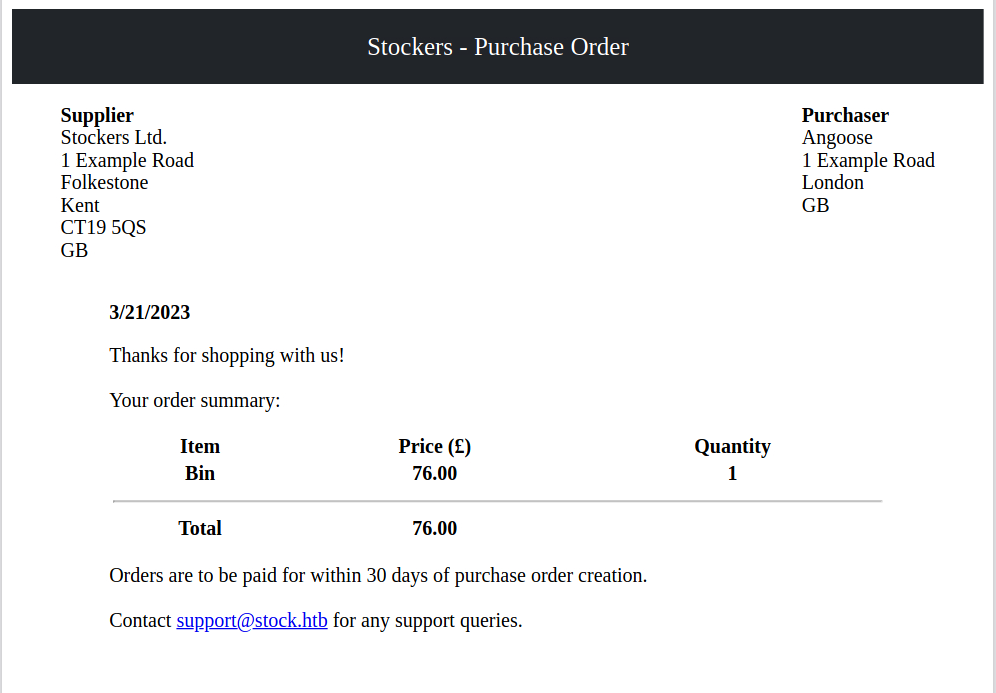 Stockers - Purchase Order
Supplier
Stockers Ltd.
1 Example Road
Folkestone
Kent
CT19 5QS
GB
Purchaser
Angoose
1 Example Road
London
GB
3/21/2023
Thanks for shopping with us!
Your order summary:
Item Price (£) Quantity
Bin 76.00 1
Total 76.00
Orders are to be paid for within 30 days of purchase order creation.
Contact support@stock.htb for any support queries.